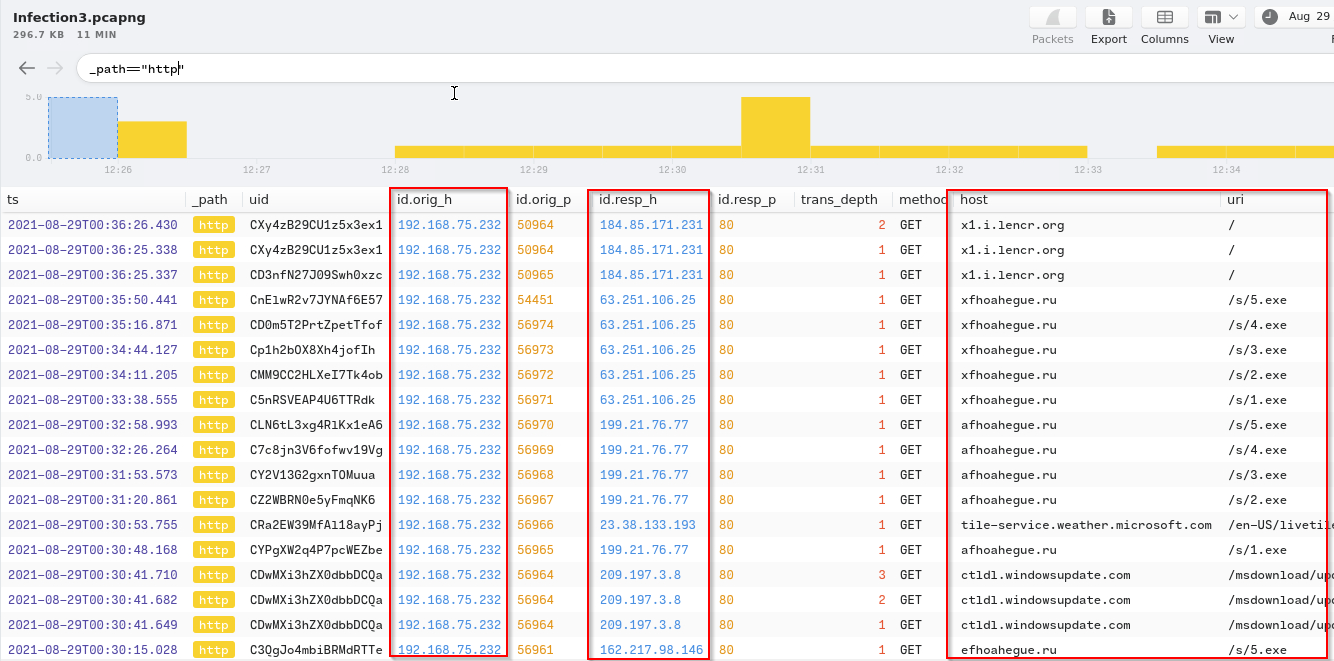 Infection3.pcapng
296.7 KB 11 MIN
Packets Export Columns View Aug 29
_path=="http"
5.0
0.0
12:26 12:27 12:28 12:29 12:30 12:31 12:32 12:33 12:34
ts _path uid id.orig_h id.orig_p id.resp_h id.resp_p trans_depth method host uri
2021-08-29T00:36:26.430 http CXy4zB29CU1z5x3ex1 192.168.75.232 50964 184.85.171.231 80 2 GET x1.i.lencr.org /
2021-08-29T00:36:25.338 http CXy4zB29CU1z5x3ex1 192.168.75.232 50964 184.85.171.231 80 1 GET x1.i.lencr.org /
2021-08-29T00:36:25.337 http CD3nfN27J09Swh0xzc 192.168.75.232 50965 184.85.171.231 80 1 GET x1.i.lencr.org /
2021-08-29T00:35:50.441 http CnElwR2v7JYNAf6E57 192.168.75.232 54451 63.251.106.25 80 1 GET xfhoahegue.ru /s/5.exe
2021-08-29T00:35:16.871 http CD0m5T2PrtZpetTfof 192.168.75.232 56974 63.251.106.25 80 1 GET xfhoahegue.ru /s/4.exe
2021-08-29T00:34:44.127 http Cp1h2bOX8Xh4jofIh 192.168.75.232 56973 63.251.106.25 80 1 GET xfhoahegue.ru /s/3.exe
2021-08-29T00:34:11.205 http CMM9CC2HLXeI7Tk4ob 192.168.75.232 56972 63.251.106.25 80 1 GET xfhoahegue.ru /s/2.exe
2021-08-29T00:33:38.555 http C5nRSVEAP4U6TTRdk 192.168.75.232 56971 63.251.106.25 80 1 GET xfhoahegue.ru /s/1.exe
2021-08-29T00:32:58.993 http CLN6tL3xg4RlKx1eA6 192.168.75.232 56970 199.21.76.77 80 1 GET afhoahegue.ru /s/5.exe
2021-08-29T00:32:26.264 http C7c8jn3V6fofwv19Vg 192.168.75.232 56969 199.21.76.77 80 1 GET afhoahegue.ru /s/4.exe
2021-08-29T00:31:53.573 http CY2V13G2gxnTOMuua 192.168.75.232 56968 199.21.76.77 80 1 GET afhoahegue.ru /s/3.exe
2021-08-29T00:31:20.861 http CZ2WBRN0e5yFmqNK6 192.168.75.232 56967 199.21.76.77 80 1 GET afhoahegue.ru /s/2.exe
2021-08-29T00:30:53.755 http CRa2EW39MfAl18ayPj 192.168.75.232 56966 23.38.133.193 80 1 GET tile-service.weather.microsoft.com /en-US/livetile
2021-08-29T00:30:48.168 http CYPgXW2q4P7pcWEZbe 192.168.75.232 56965 199.21.76.77 80 1 GET afhoahegue.ru /s/1.exe
2021-08-29T00:30:41.710 http CDwMXi3hZX0dbbDCQa 192.168.75.232 56964 209.197.3.8 80 3 GET ctldl.windowsupdate.com /msdownload/upd
2021-08-29T00:30:41.682 http CDwMXi3hZX0dbbDCQa 192.168.75.232 56964 209.197.3.8 80 2 GET ctldl.windowsupdate.com /msdownload/upd
2021-08-29T00:30:41.649 http CDwMXi3hZX0dbbDCQa 192.168.75.232 56964 209.197.3.8 80 1 GET ctldl.windowsupdate.com /msdownload/upd
2021-08-29T00:30:15.028 http C3QgJo4mbiBRMdRTTe 192.168.75.232 56961 162.217.98.146 80 1 GET efhoahegue.ru /s/5.exe